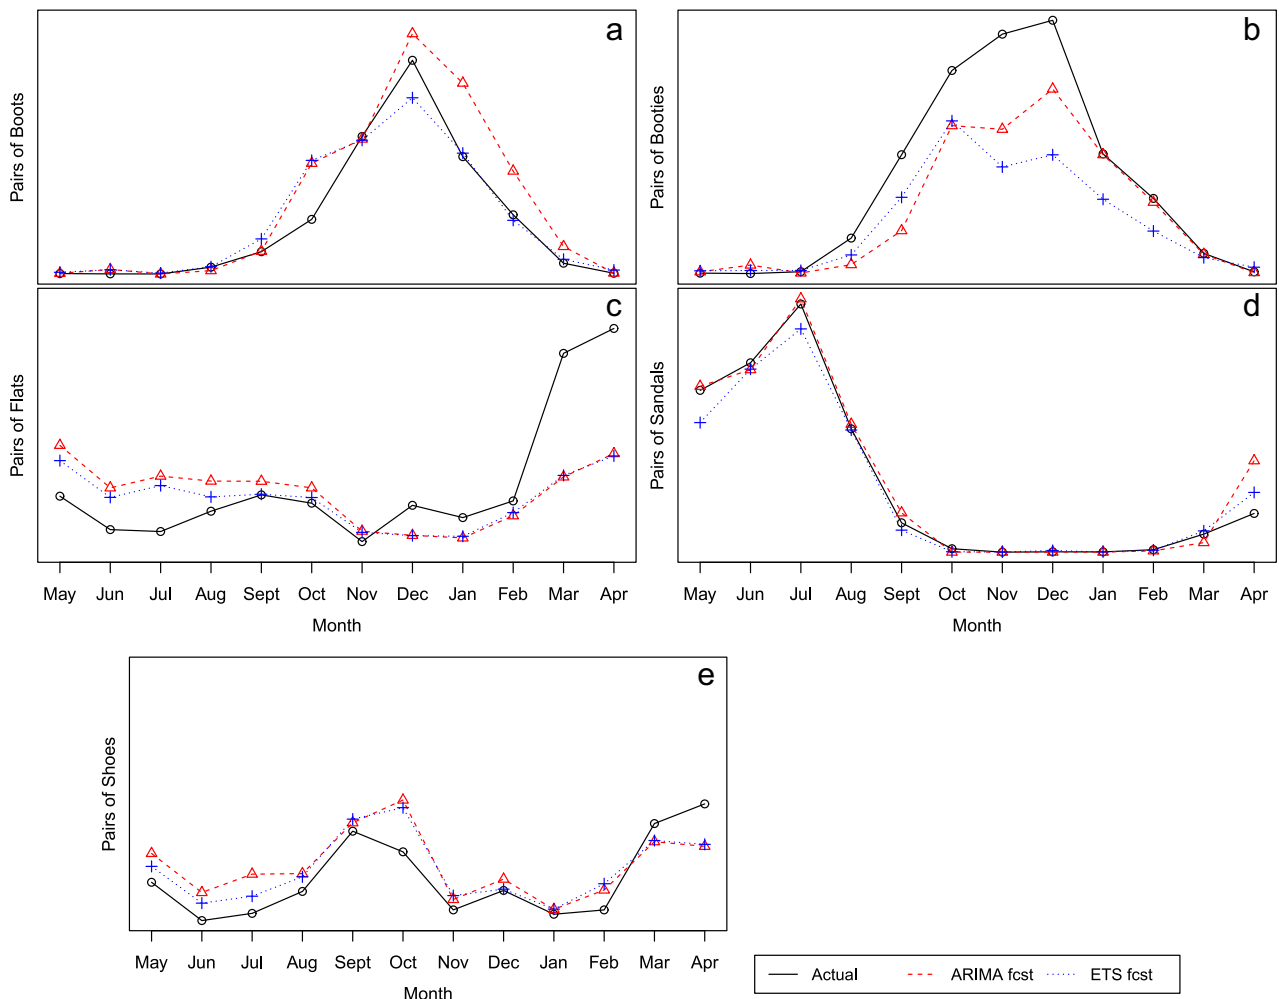 a
Pairs of Boots
b
Pairs of Booties
c
Pairs of Flats
May Jun Jul Aug Sept Oct Nov Dec Jan Feb Mar Apr
Month
d
Pairs of Sandals
May Jun Jul Aug Sept Oct Nov Dec Jan Feb Mar Apr
Month
e
Pairs of Shoes
May Jun Jul Aug Sept Oct Nov Dec Jan Feb Mar Apr
Month
Actual ARIMA fcst ETS fcst